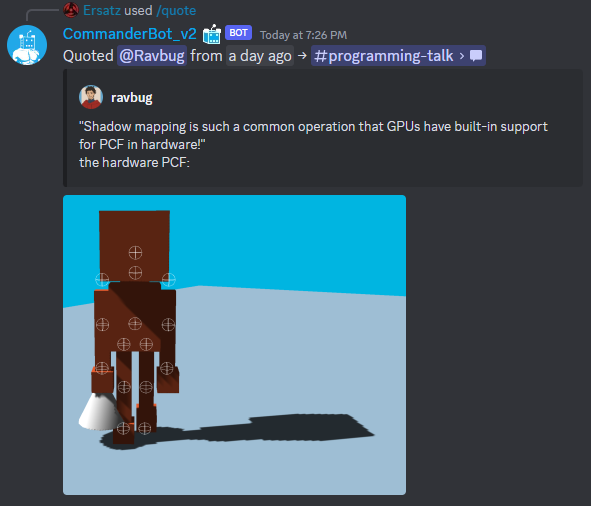 Ersatz used /quote
CommanderBot_v2 BOT Today at 7:26 PM
Quoted @Ravbug from a day ago → #programming-talk ›
ravbug
"Shadow mapping is such a common operation that GPUs have built-in support
for PCF in hardware!"
the hardware PCF: